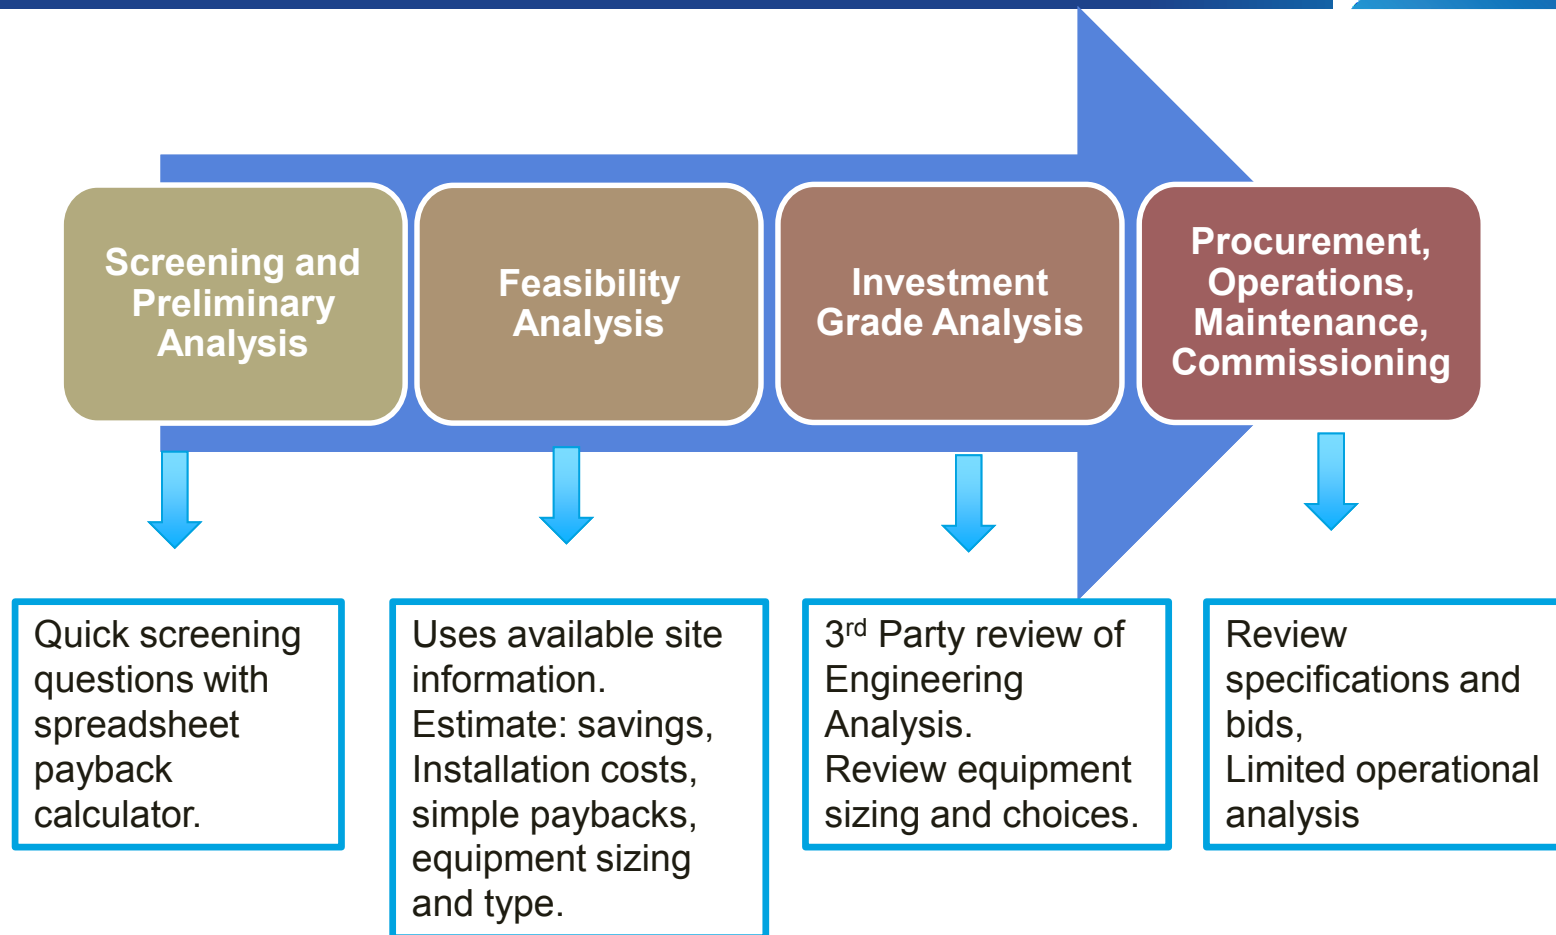 Screening and
Preliminary
Analysis
Feasibility
Analysis
Investment
Grade Analysis
Procurement,
Operations,
Maintenance,
Commissioning
Quick screening
questions with
spreadsheet
payback
calculator.
Uses available site
information.
Estimate: savings,
Installation costs,
simple paybacks,
equipment sizing
and type.
3rd Party review of
Engineering
Analysis.
Review equipment
sizing and choices.
Review
specifications and
bids,
Limited operational
analysis